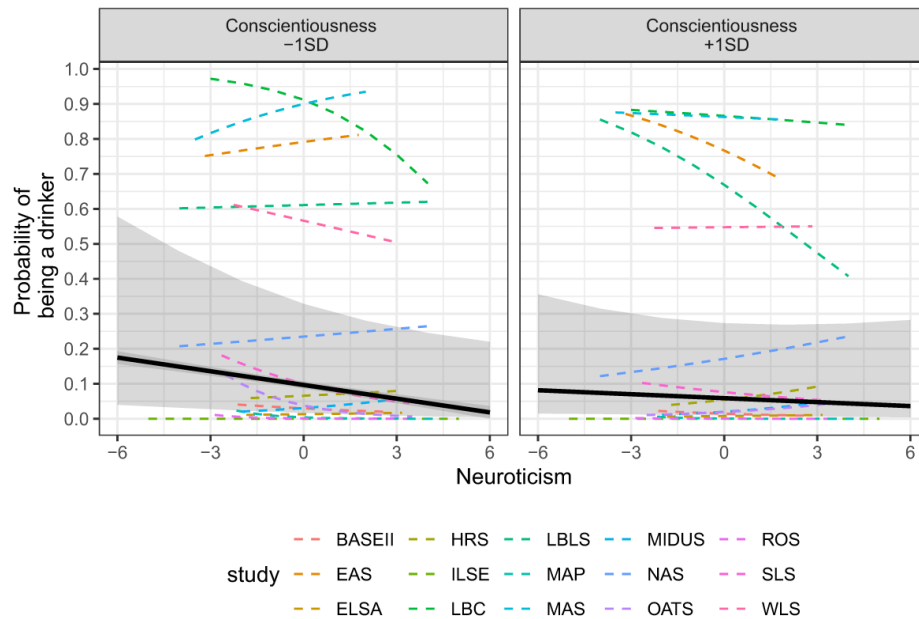 Conscientiousness
−1SD
Conscientiousness
+1SD
Probability of
being a drinker
1.0
0.9
0.8
0.7
0.6
0.5
0.4
0.3
0.2
0.1
0.0
−6 −3 0 3 6 −6 −3 0 3 6
Neuroticism
study
BASEII HRS LBLS MIDUS ROS
EAS ILSE MAP NAS SLS
ELSA LBC MAS OATS WLS